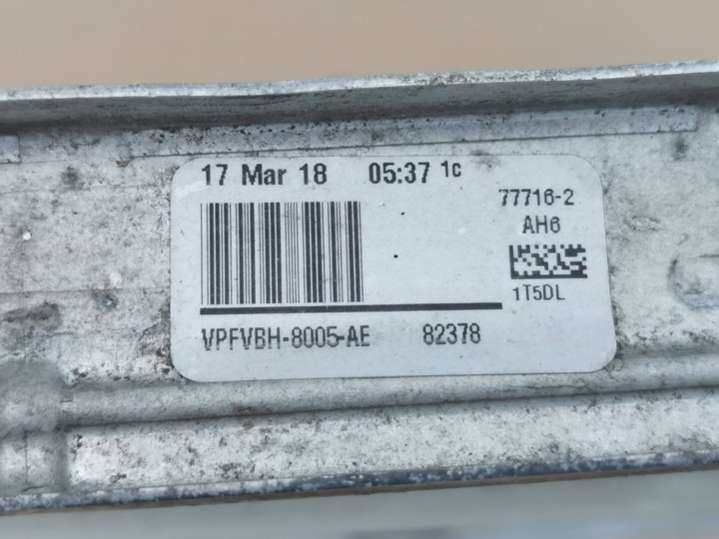 17 Mar 18 05:37 1C
77716-2
AH6
1T5DL
VPFVBH-8005-AE 82378